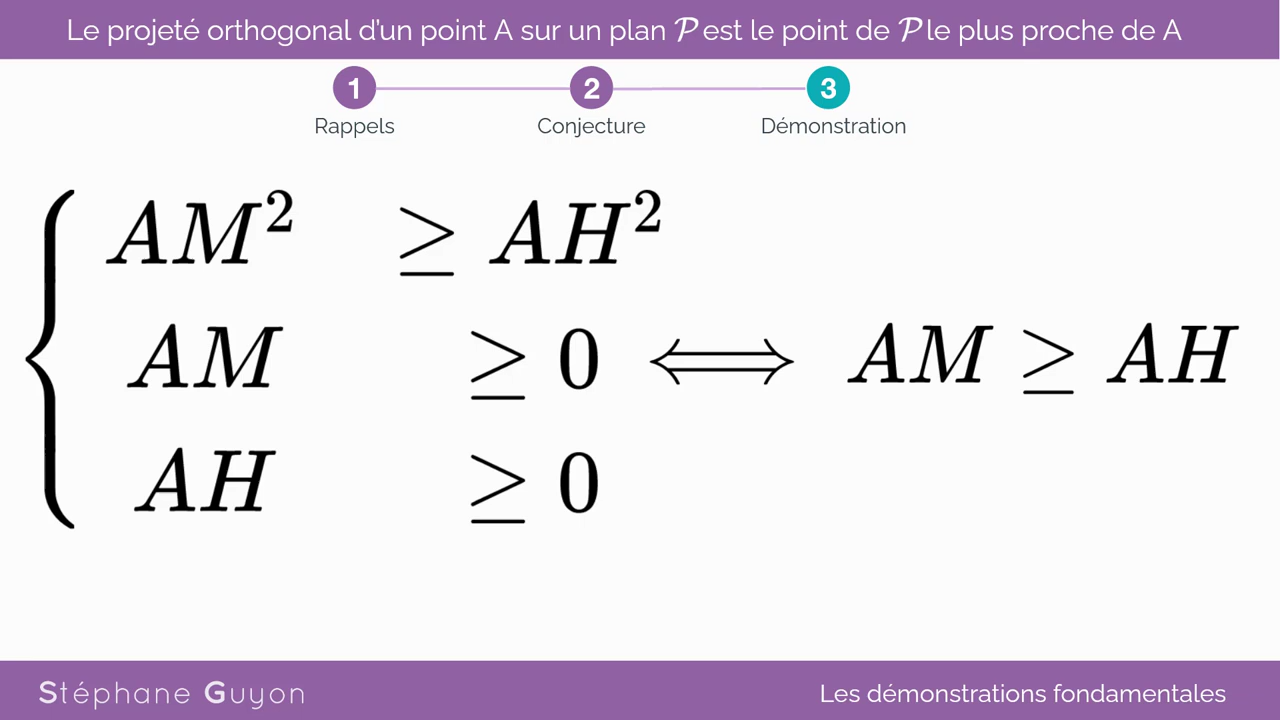 Le projeté orthogonal d'un point A sur un plan 𝒫 est le point de 𝒫 le plus proche de A
1 2 3
Rappels Conjecture Démonstration
AM² ≥ AH²
AM ≥ 0 ⟺ AM ≥ AH
AH ≥ 0
Stéphane Guyon
Les démonstrations fondamentales